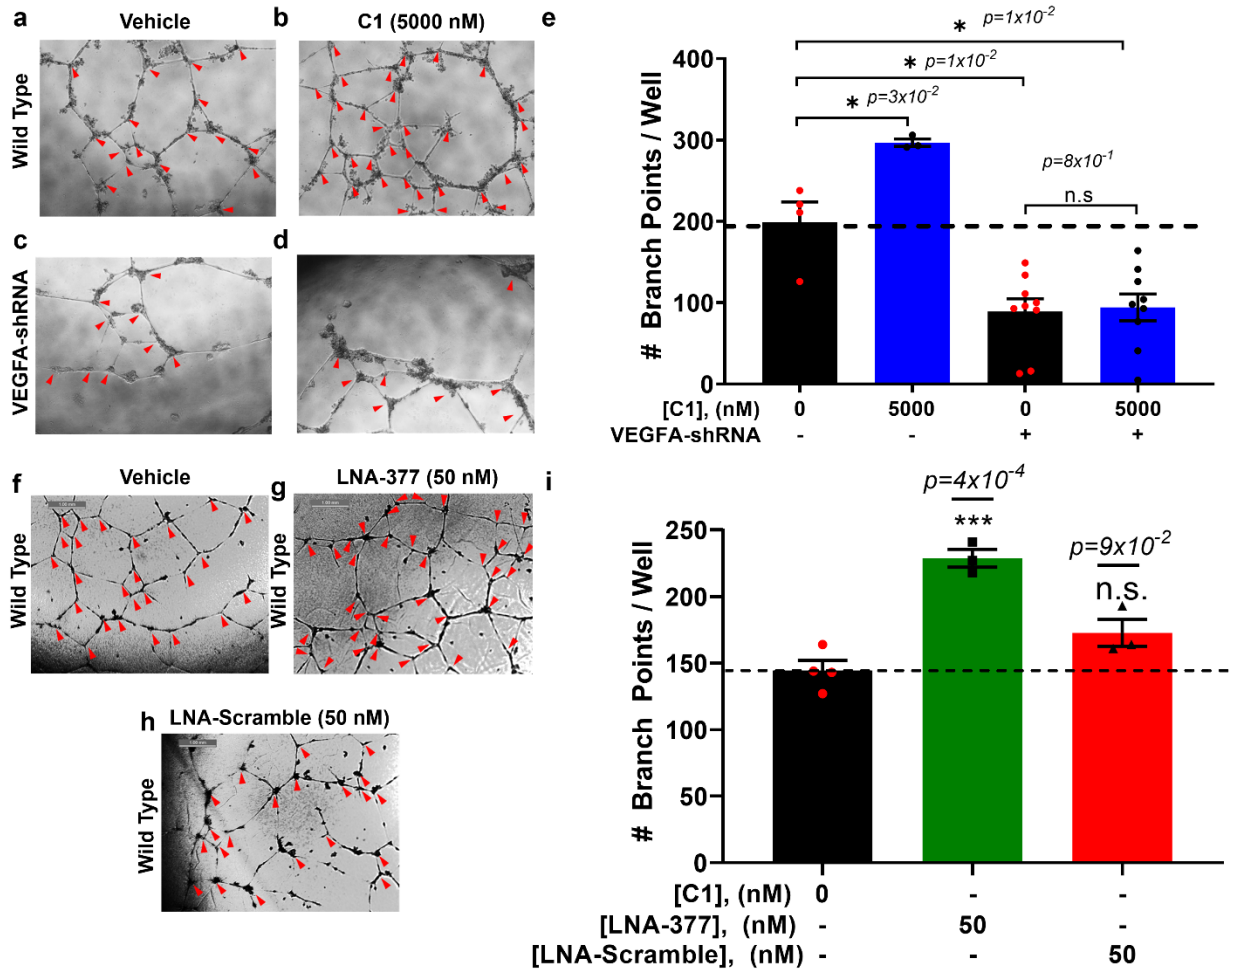 a
Vehicle
b
C1 (5000 nM)
Wild Type
c
d
VEGFA-shRNA
e
* p=1x10-2
* p=1x10-2
* p=3x10-2
p=8x10-1
n.s
# Branch Points / Well
400
300
200
100
0
[C1], (nM) 0 5000 0 5000
VEGFA-shRNA - - + +
f
Vehicle
g
LNA-377 (50 nM)
Wild Type
Wild Type
h
LNA-Scramble (50 nM)
Wild Type
i
p=4x10-4
***
p=9x10-2
n.s.
# Branch Points / Well
250
200
150
100
50
0
[C1], (nM) 0 - -
[LNA-377], (nM) - 50 -
[LNA-Scramble], (nM) - - 50